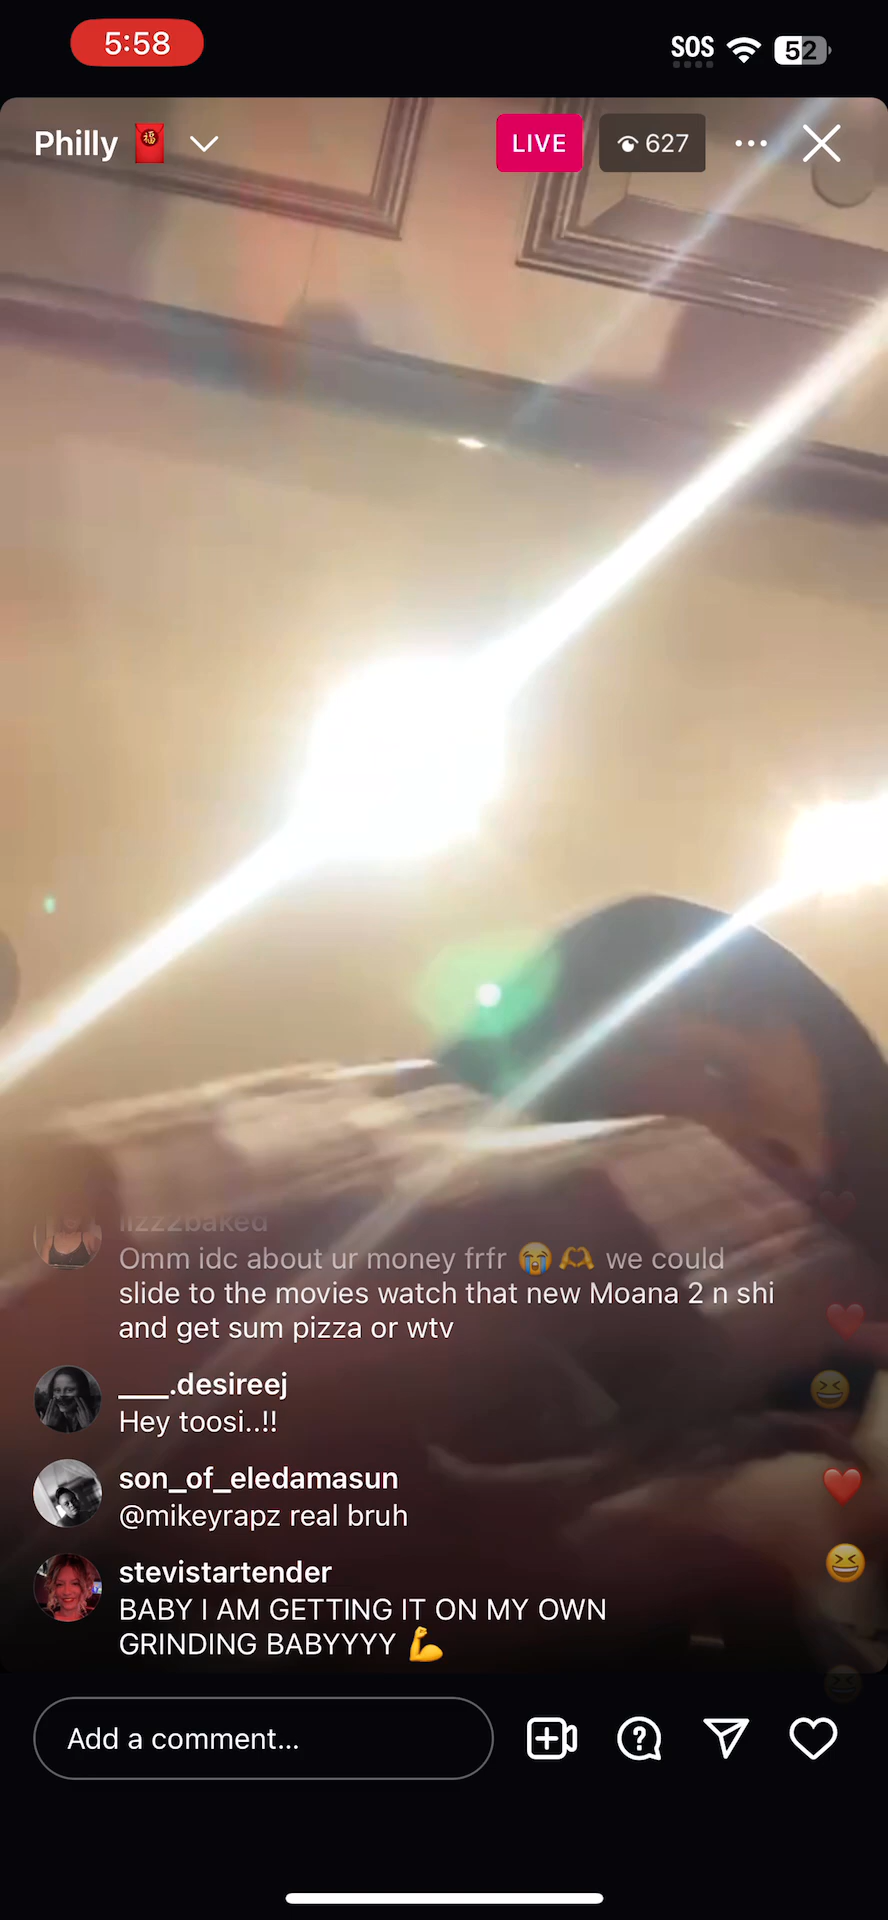 5:58
SOS
52
Philly 🧧
LIVE
627
lizz2baked
Omm idc about ur money frfr 😭🫶 we could
slide to the movies watch that new Moana 2 n shi
and get sum pizza or wtv
___.desireej
Hey toosi..!!
son_of_eledamasun
@mikeyrapz real bruh
stevistartender
BABY I AM GETTING IT ON MY OWN
GRINDING BABYYYY 💪
Add a comment...